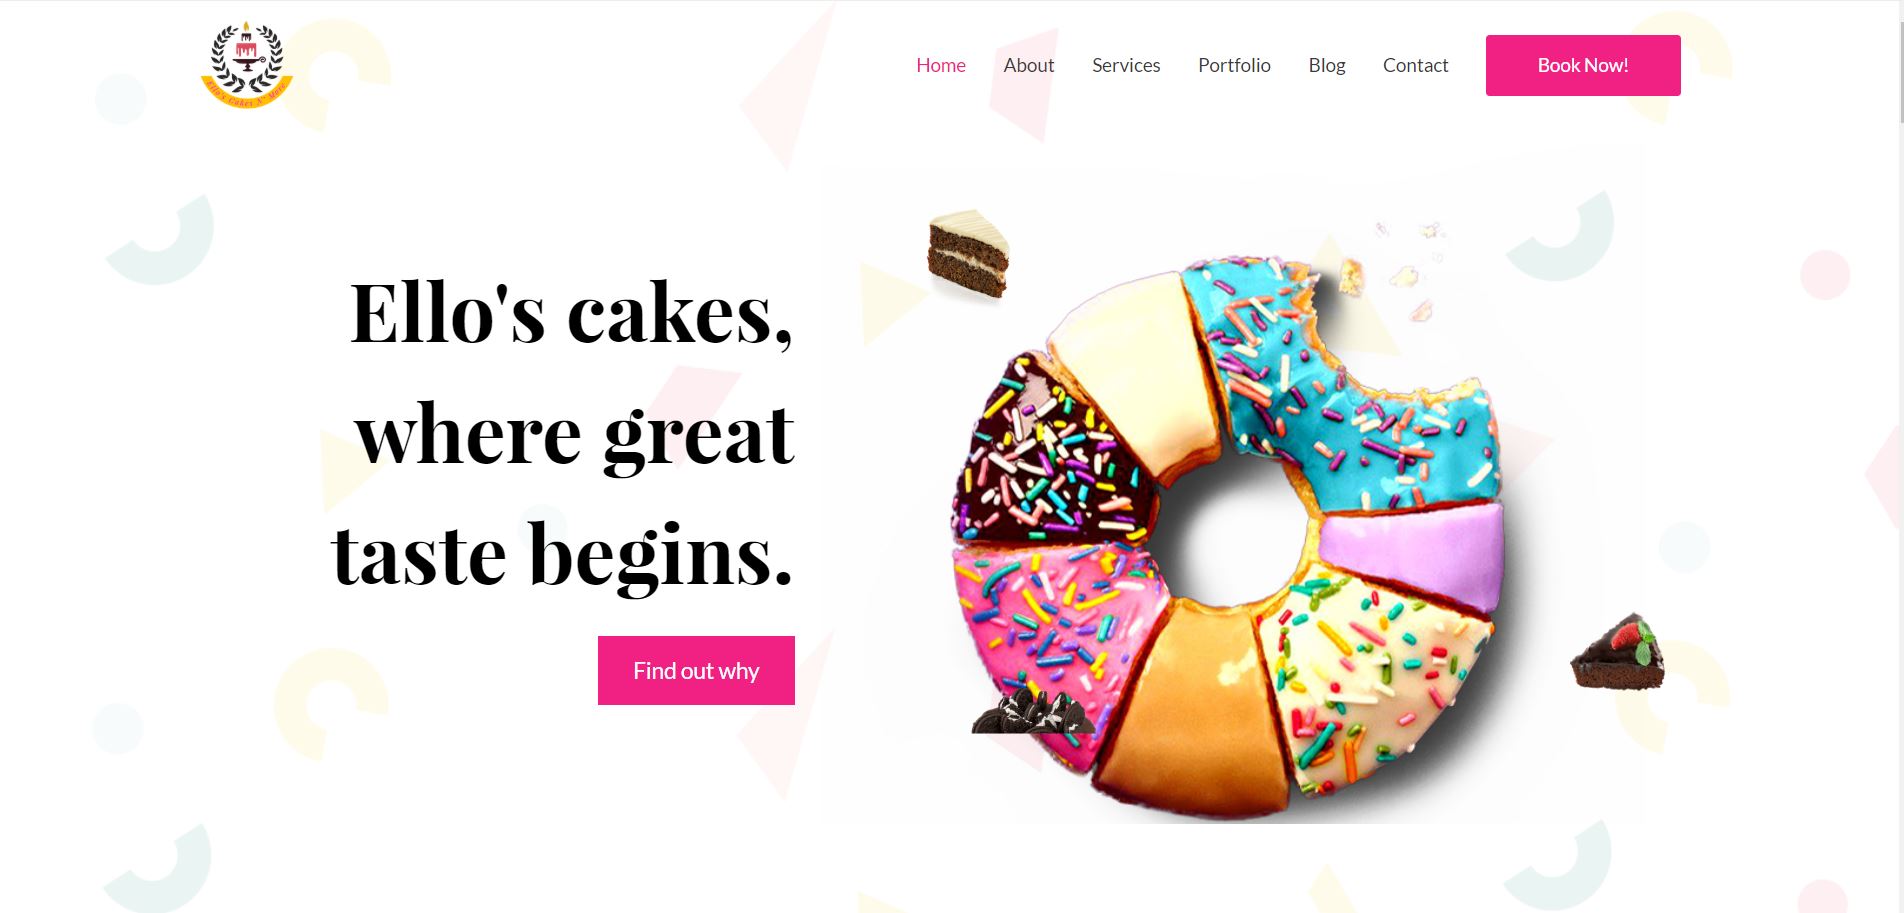 Ello's Cakes N' More
Home
About
Services
Portfolio
Blog
Contact
Book Now!
Ello's cakes,
where great
taste begins.
Find out why